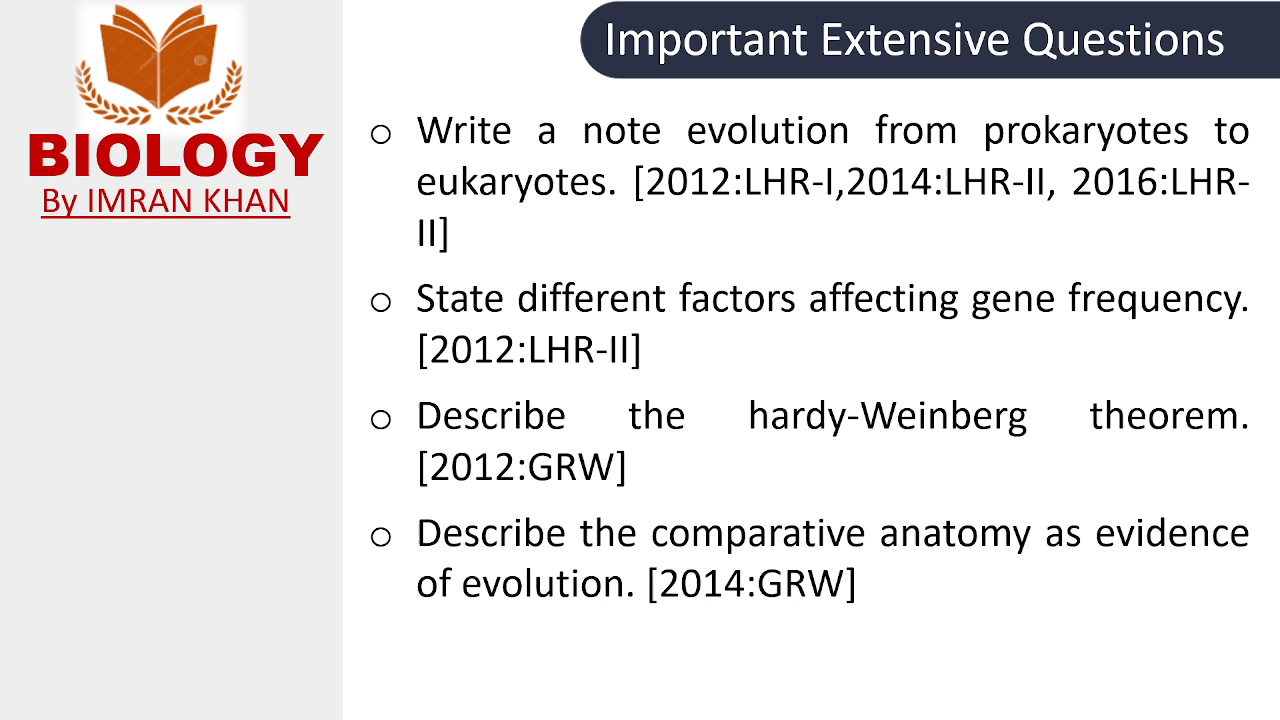 BIOLOGY
By IMRAN KHAN
Important Extensive Questions
o Write a note evolution from prokaryotes to
eukaryotes. [2012:LHR-I,2014:LHR-II, 2016:LHR-
II]
o State different factors affecting gene frequency.
[2012:LHR-II]
o Describe the hardy-Weinberg theorem.
[2012:GRW]
o Describe the comparative anatomy as evidence
of evolution. [2014:GRW]